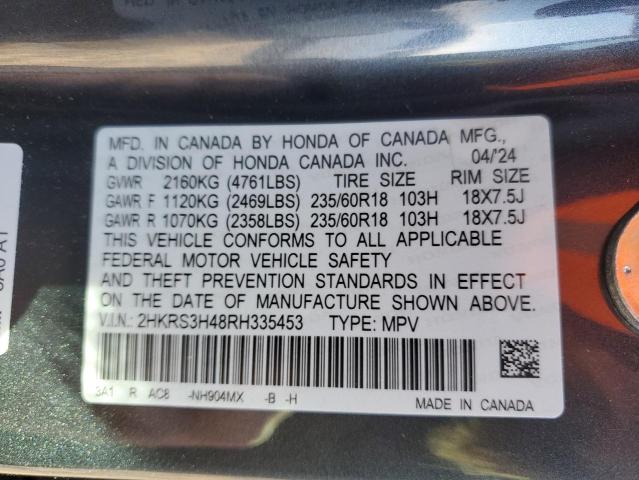 MFD. IN CANADA BY HONDA OF CANADA MFG.,
A DIVISION OF HONDA CANADA INC. 04/'24
GVWR 2160KG (4761LBS) TIRE SIZE RIM SIZE
GAWR F 1120KG (2469LBS) 235/60R18 103H 18X7.5J
GAWR R 1070KG (2358LBS) 235/60R18 103H 18X7.5J
THIS VEHICLE CONFORMS TO ALL APPLICABLE
FEDERAL MOTOR VEHICLE SAFETY
AND THEFT PREVENTION STANDARDS IN EFFECT
ON THE DATE OF MANUFACTURE SHOWN ABOVE.
V.I.N.: 2HKRS3H48RH335453 TYPE: MPV
3A1 R AC8 -NH904MX -B -H
MADE IN CANADA